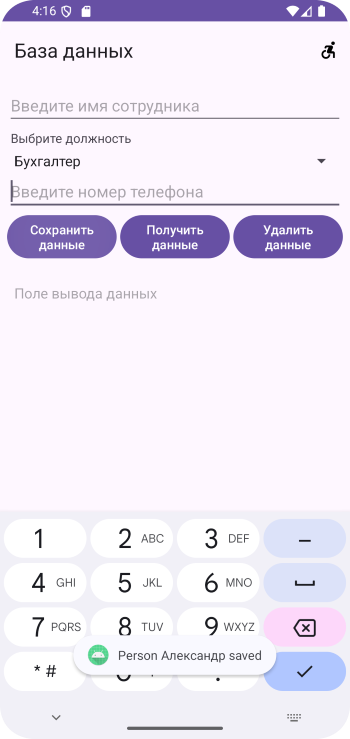 4:16
База данных
Введите имя сотрудника
Выбрите должность
Бухгалтер
Введите номер телефона
Сохранить
данные
Получить
данные
Удалить
данные
Поле вывода данных
1
2 ABC
3 DEF
–
4 GHI
5 JKL
6 MNO
7 PQRS
8 TUV
9 WXYZ
* #
Person Александр saved